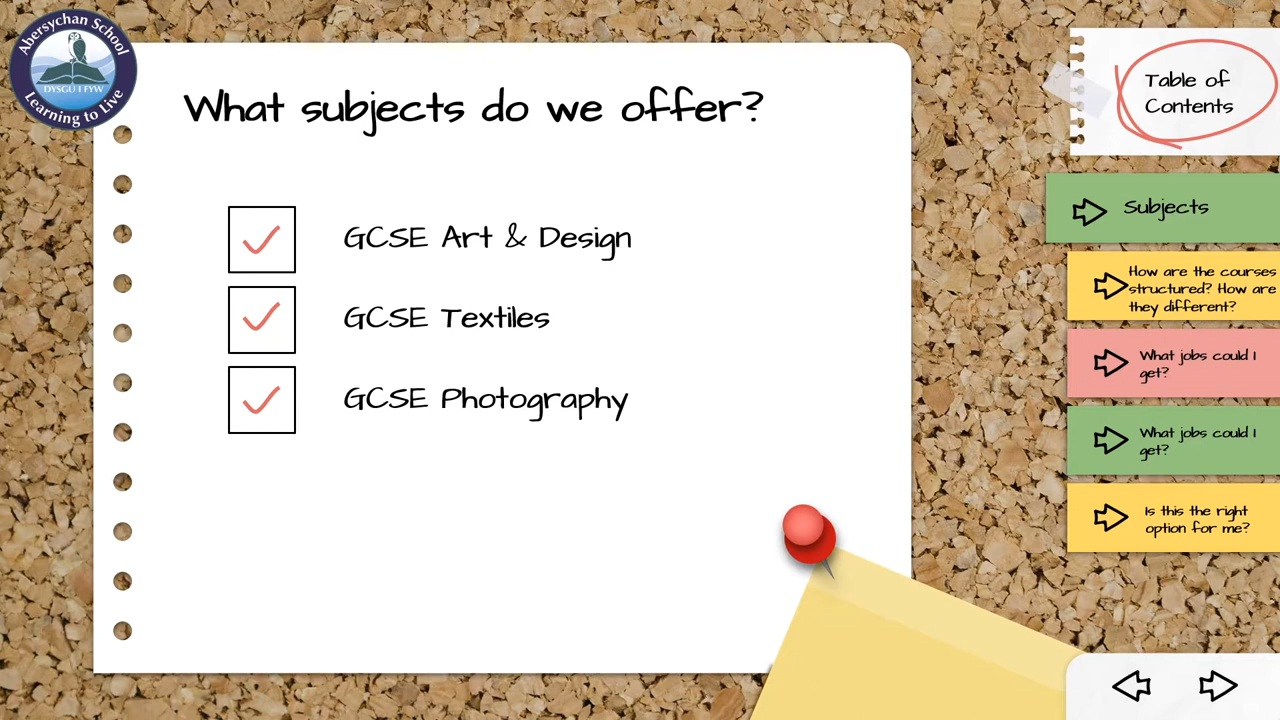 Abersychan School
DYSGU I FYW
Learning to Live
What subjects do we offer?
GCSE Art & Design
GCSE Textiles
GCSE Photography
Table of
Contents
Subjects
How are the courses
structured? How are
they different?
What jobs could I
get?
What jobs could I
get?
Is this the right
option for me?